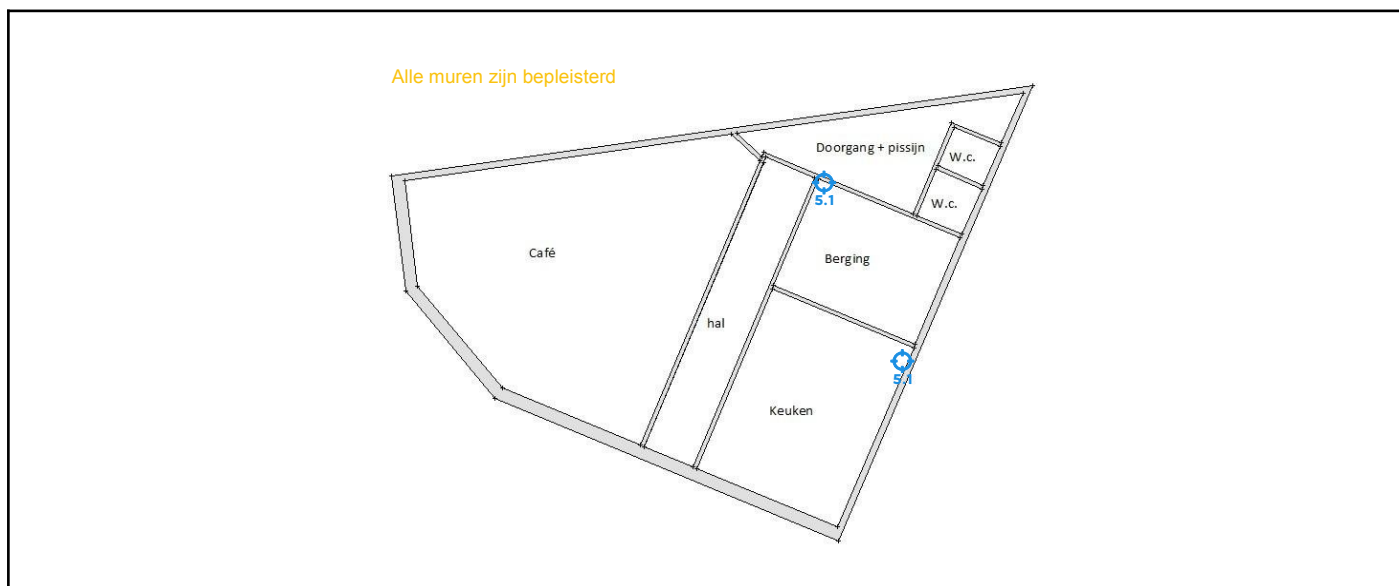 Alle muren zijn bepleisterd
Doorgang + pissijn
W.c.
W.c.
5.1
Café
Berging
hal
5.1
Keuken